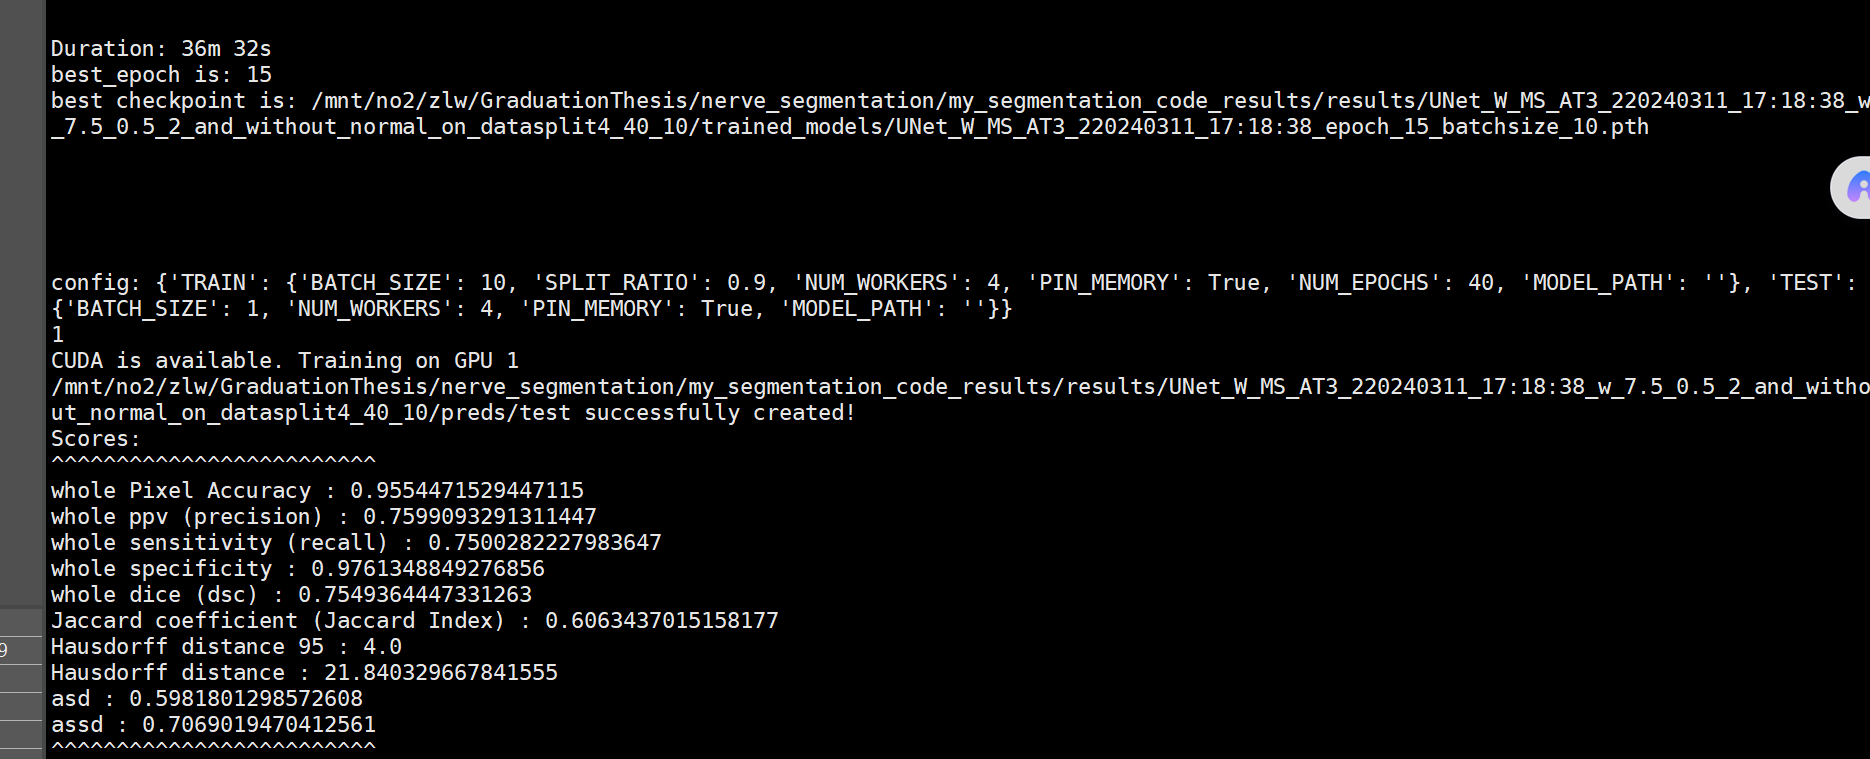 Duration: 36m 32s
best_epoch is: 15
best checkpoint is: /mnt/no2/zlw/GraduationThesis/nerve_segmentation/my_segmentation_code_results/results/UNet_W_MS_AT3_220240311_17:18:38_w
_7.5_0.5_2_and_without_normal_on_datasplit4_40_10/trained_models/UNet_W_MS_AT3_220240311_17:18:38_epoch_15_batchsize_10.pth
config: {'TRAIN': {'BATCH_SIZE': 10, 'SPLIT_RATIO': 0.9, 'NUM_WORKERS': 4, 'PIN_MEMORY': True, 'NUM_EPOCHS': 40, 'MODEL_PATH': ''}, 'TEST':
{'BATCH_SIZE': 1, 'NUM_WORKERS': 4, 'PIN_MEMORY': True, 'MODEL_PATH': ''}}
1
CUDA is available. Training on GPU 1
/mnt/no2/zlw/GraduationThesis/nerve_segmentation/my_segmentation_code_results/results/UNet_W_MS_AT3_220240311_17:18:38_w_7.5_0.5_2_and_witho
ut_normal_on_datasplit4_40_10/preds/test successfully created!
Scores:
^^^^^^^^^^^^^^^^^^^^^^^^^
whole Pixel Accuracy : 0.9554471529447115
whole ppv (precision) : 0.7599093291311447
whole sensitivity (recall) : 0.7500282227983647
whole specificity : 0.9761348849276856
whole dice (dsc) : 0.7549364447331263
Jaccard coefficient (Jaccard Index) : 0.6063437015158177
Hausdorff distance 95 : 4.0
9
Hausdorff distance : 21.840329667841555
asd : 0.5981801298572608
assd : 0.7069019470412561
^^^^^^^^^^^^^^^^^^^^^^^^^